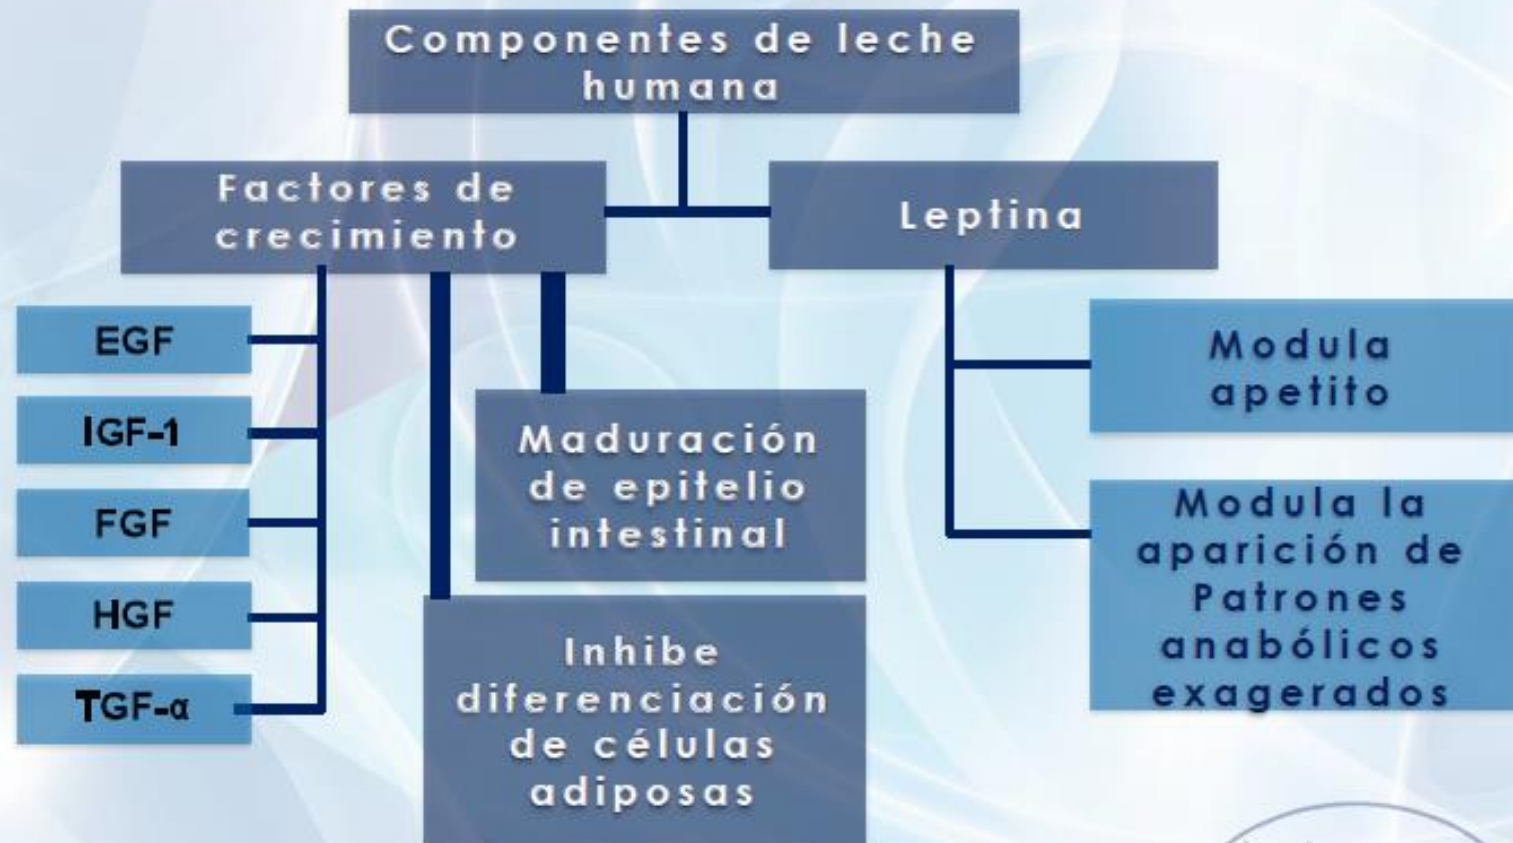 Componentes de leche
humana
Factores de
crecimiento
Leptina
EGF
IGF-1
FGF
HGF
TGF-α
Maduración
de epitelio
intestinal
Inhibe
diferenciación
de células
adiposas
Modula
apetito
Modula la
aparición de
Patrones
anabólicos
exagerados